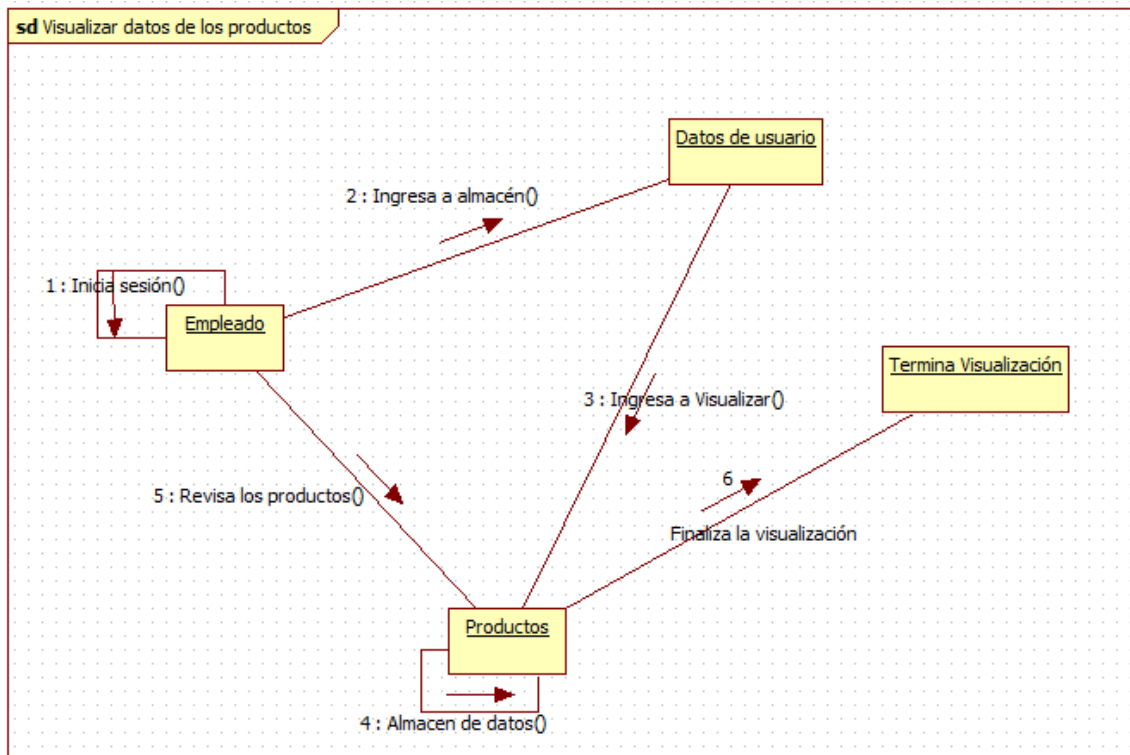 sd Visualizar datos de los productos
Datos de usuario
2 : Ingresa a almacén()
1 : Inicia sesión()
Empleado
Termina Visualización
3 : Ingresa a Visualizar()
5 : Revisa los productos()
6
Finaliza la visualización
Productos
4 : Almacen de datos()